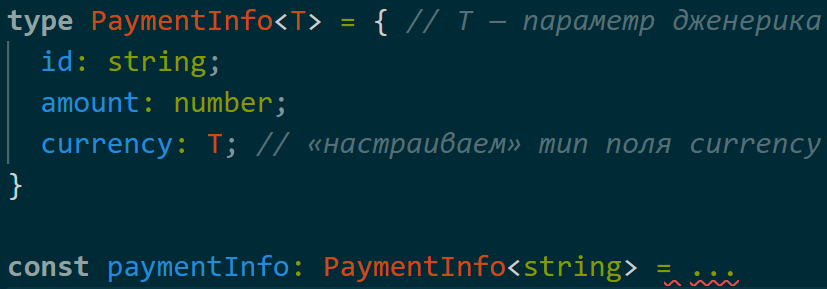 type PaymentInfo<T> = { // T — параметр дженерика
id: string;
amount: number;
currency: T; // «настраиваем» тип поля currency
}
const paymentInfo: PaymentInfo<string> = ...